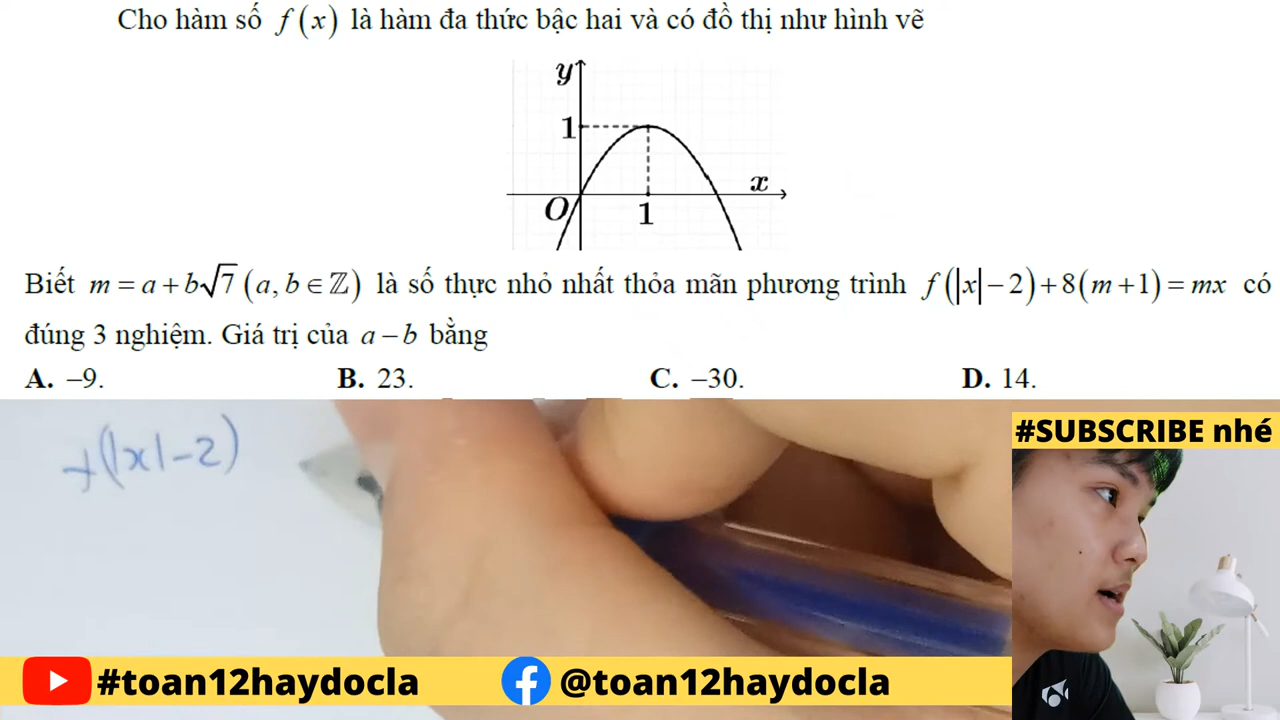 Cho hàm số f(x) là hàm đa thức bậc hai và có đồ thị như hình vẽ
y
1
x
O
1
Biết m = a + b√7 (a, b ∈ ℤ) là số thực nhỏ nhất thỏa mãn phương trình f(|x| − 2) + 8(m + 1) = mx có
đúng 3 nghiệm. Giá trị của a − b bằng
A. −9. B. 23. C. −30. D. 14.
f(|x|-2)
#SUBSCRIBE nhé
#toan12haydocla @toan12haydocla